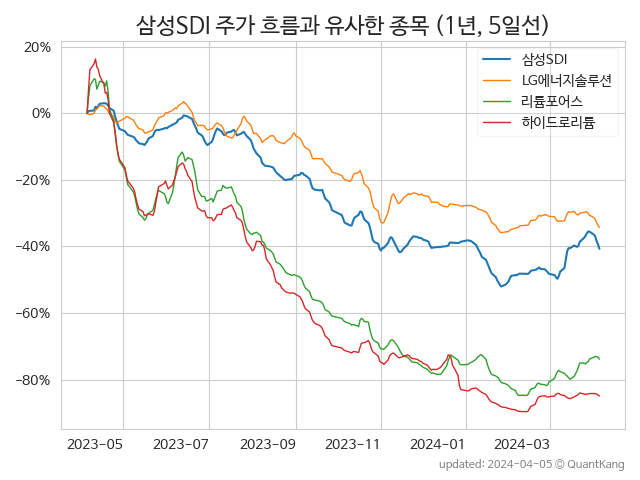 삼성SDI 주가 흐름과 유사한 종목 (1년, 5일선)
삼성SDI
LG에너지솔루션
리튬포어스
하이드로리튬
20%
0%
−20%
−40%
−60%
−80%
2023-05 2023-07 2023-09 2023-11 2024-01 2024-03
updated: 2024-04-05 © QuantKang